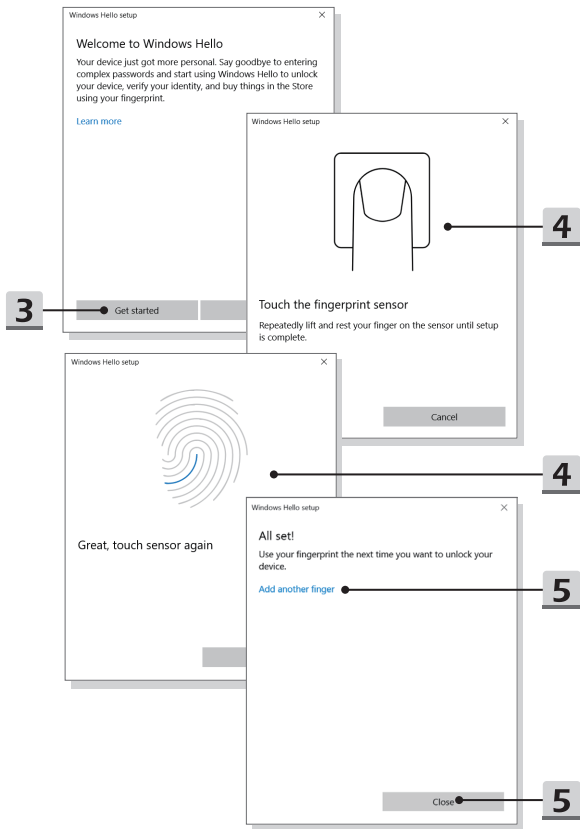 Windows Hello setup
Welcome to Windows Hello
Your device just got more personal. Say goodbye to entering
complex passwords and start using Windows Hello to unlock
your device, verify your identity, and buy things in the Store
using your fingerprint.
Learn more
3
Get started
Windows Hello setup
4
Touch the fingerprint sensor
Repeatedly lift and rest your finger on the sensor until setup
is complete.
Cancel
Windows Hello setup
4
Great, touch sensor again
Windows Hello setup
All set!
Use your fingerprint the next time you want to unlock your
device.
Add another finger
5
Close
5